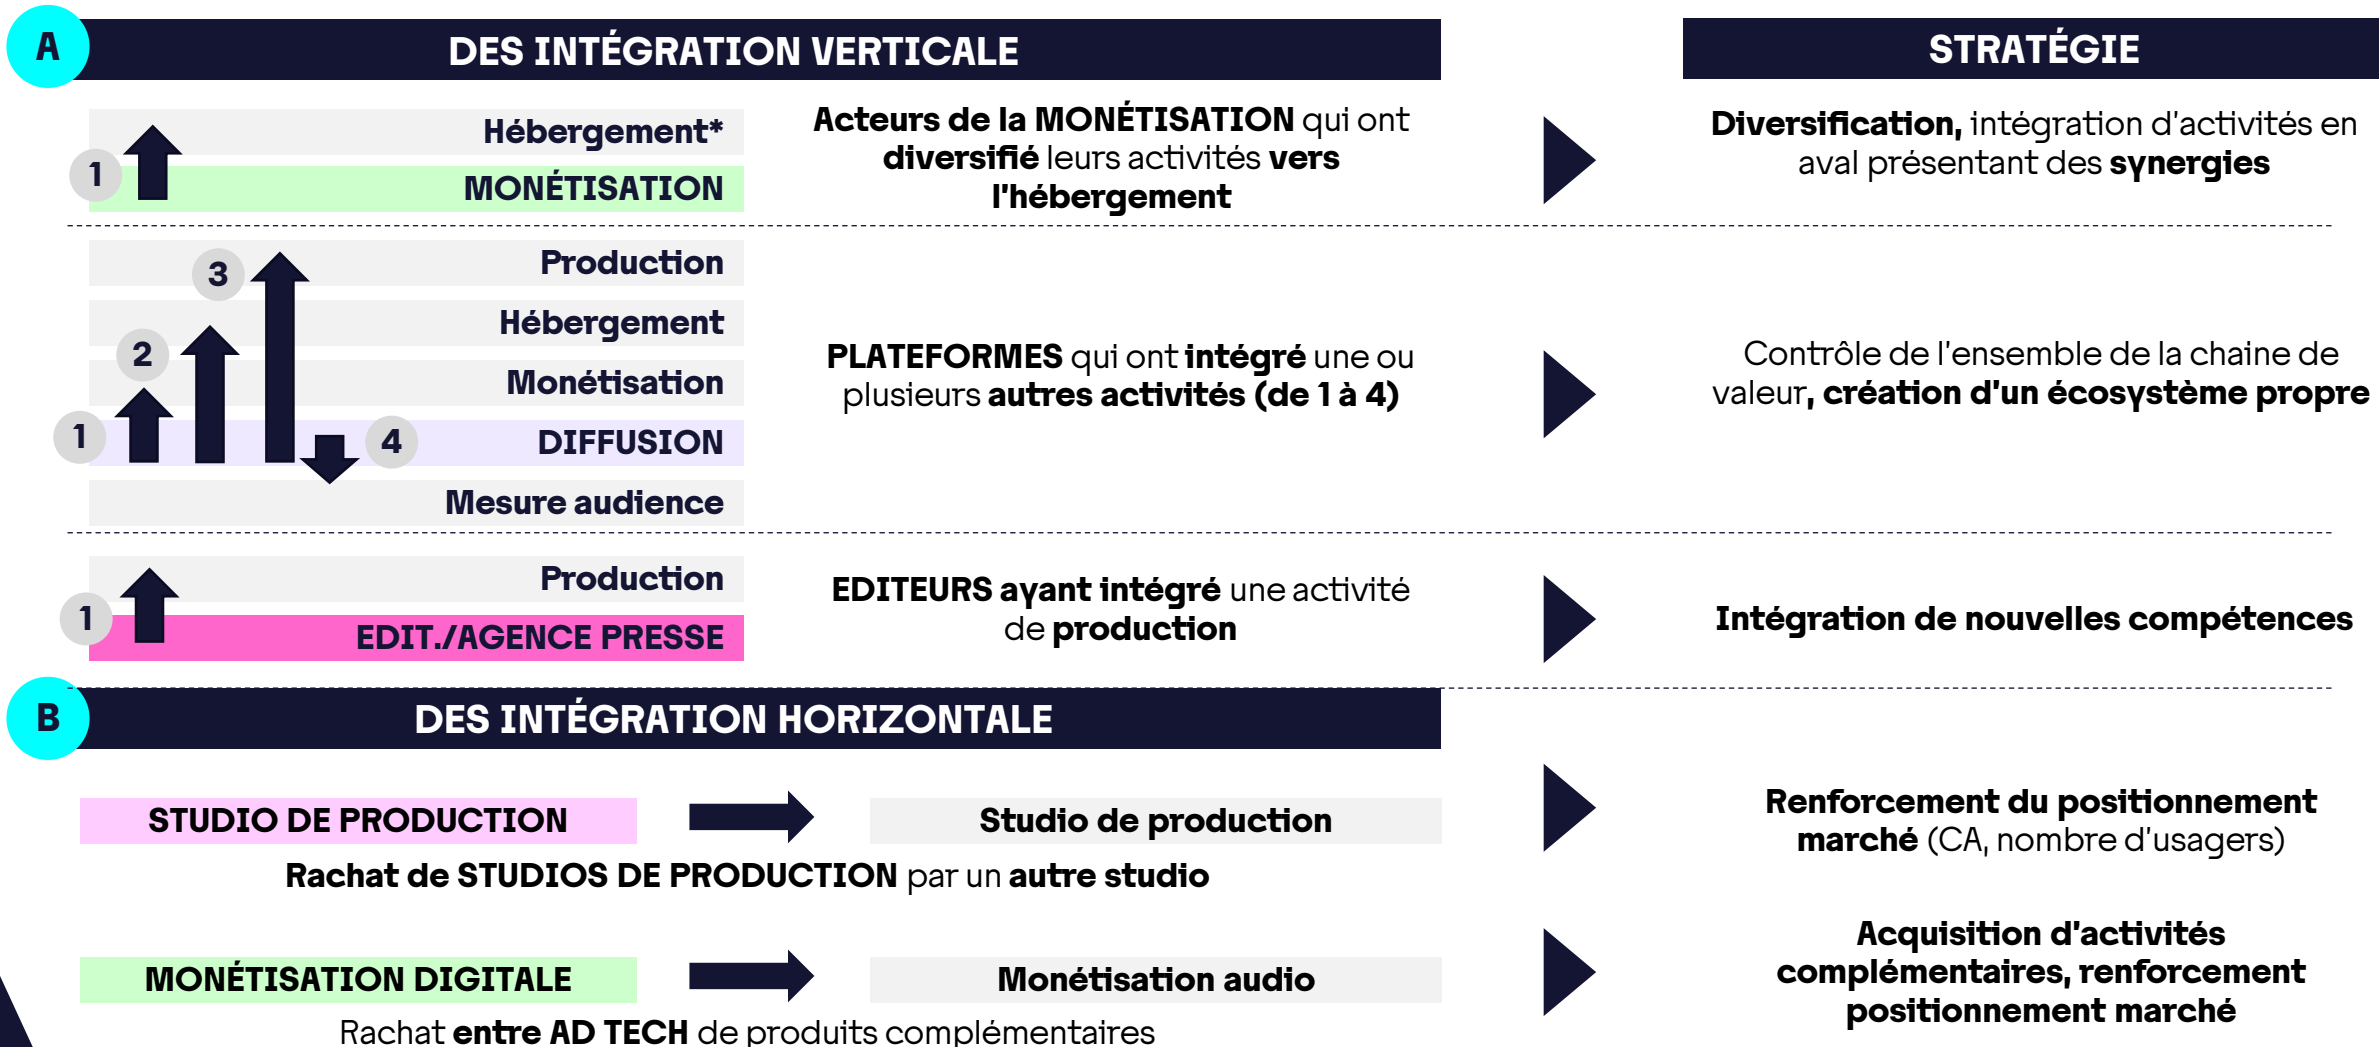 A
DES INTÉGRATION VERTICALE
STRATÉGIE
Hébergement*
1
MONÉTISATION
Acteurs de la MONÉTISATION qui ont
diversifié leurs activités vers
l'hébergement
Diversification, intégration d'activités en
aval présentant des synergies
3
Production
Hébergement
2
Monétisation
1
DIFFUSION
4
Mesure audience
PLATEFORMES qui ont intégré une ou
plusieurs autres activités (de 1 à 4)
Contrôle de l'ensemble de la chaine de
valeur, création d'un écosystème propre
Production
1
EDIT./AGENCE PRESSE
EDITEURS ayant intégré une activité
de production
Intégration de nouvelles compétences
B
DES INTÉGRATION HORIZONTALE
STUDIO DE PRODUCTION
Studio de production
Rachat de STUDIOS DE PRODUCTION par un autre studio
Renforcement du positionnement
marché (CA, nombre d'usagers)
MONÉTISATION DIGITALE
Monétisation audio
Rachat entre AD TECH de produits complémentaires
Acquisition d'activités
complémentaires, renforcement
positionnement marché